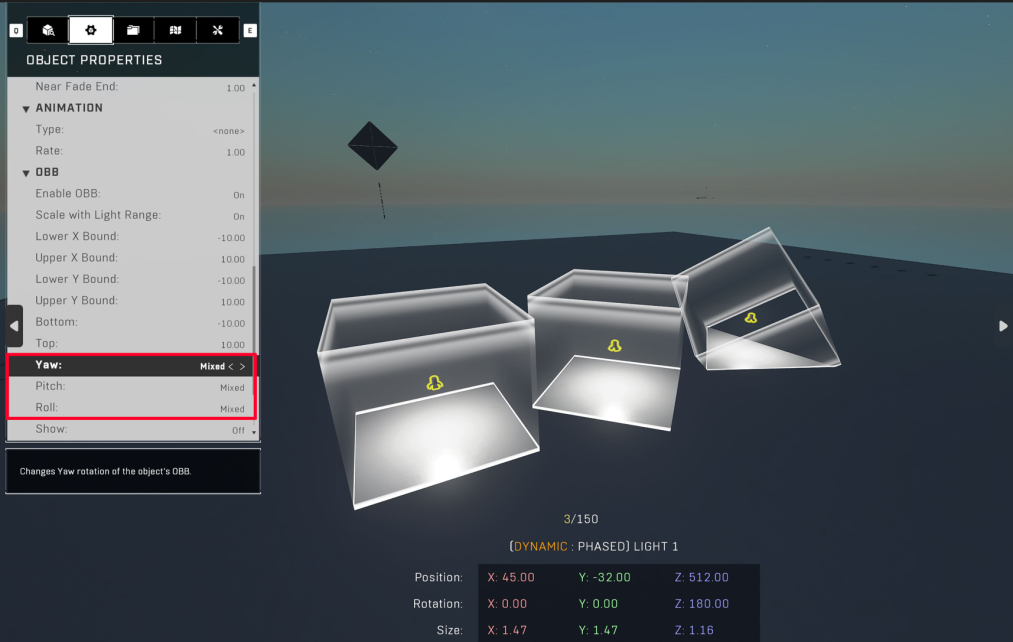 Q
E
OBJECT PROPERTIES
Near Fade End: 1.00
ANIMATION
Type: <none>
Rate: 1.00
OBB
Enable OBB: On
Scale with Light Range: On
Lower X Bound: -10.00
Upper X Bound: 10.00
Lower Y Bound: -10.00
Upper Y Bound: 10.00
Bottom: -10.00
Top: 10.00
Yaw: Mixed < >
Pitch: Mixed
Roll: Mixed
Show: Off
Changes Yaw rotation of the object's OBB.
3/150
(DYNAMIC : PHASED) LIGHT 1
Position: X: 45.00 Y: -32.00 Z: 512.00
Rotation: X: 0.00 Y: 0.00 Z: 180.00
Size: X: 1.47 Y: 1.47 Z: 1.16